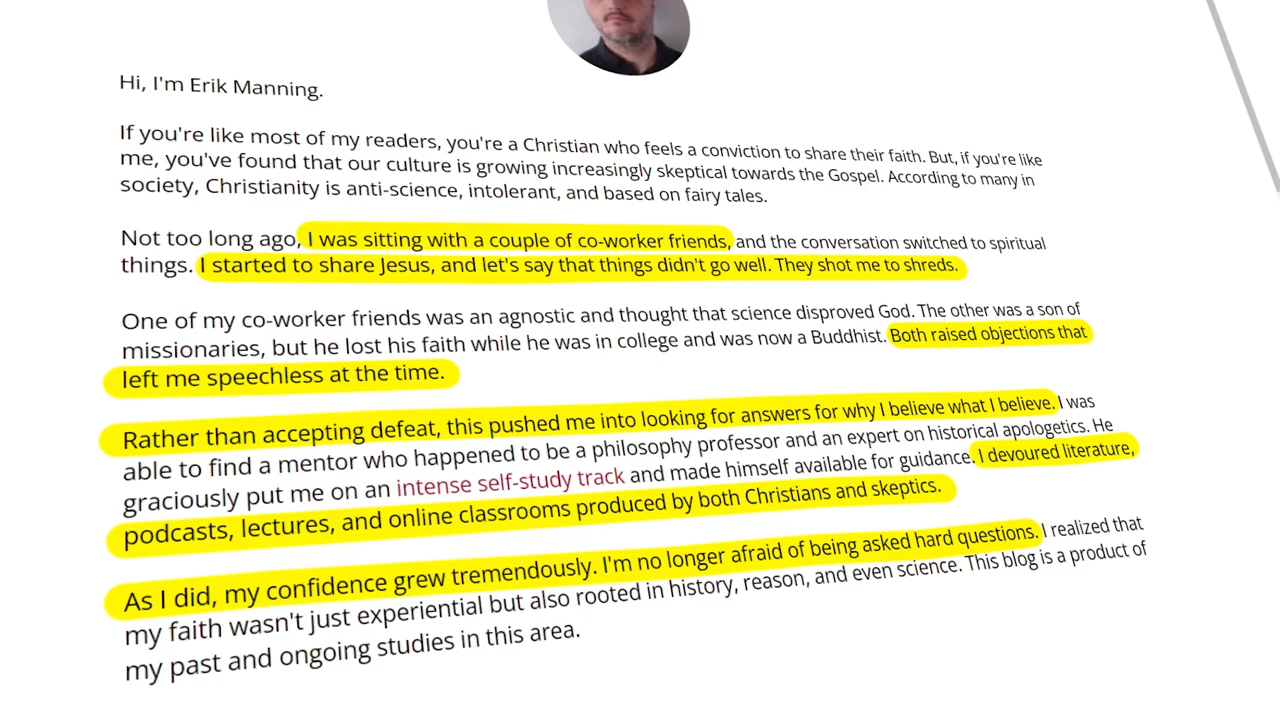 Hi, I'm Erik Manning.
If you're like most of my readers, you're a Christian who feels a conviction to share their faith. But, if you're like
me, you've found that our culture is growing increasingly skeptical towards the Gospel. According to many in
society, Christianity is anti-science, intolerant, and based on fairy tales.
Not too long ago, I was sitting with a couple of co-worker friends, and the conversation switched to spiritual
things. I started to share Jesus, and let's say that things didn't go well. They shot me to shreds.
One of my co-worker friends was an agnostic and thought that science disproved God. The other was a son of
missionaries, but he lost his faith while he was in college and was now a Buddhist. Both raised objections that
left me speechless at the time.
Rather than accepting defeat, this pushed me into looking for answers for why I believe what I believe. I was
able to find a mentor who happened to be a philosophy professor and an expert on historical apologetics. He
graciously put me on an intense self-study track and made himself available for guidance. I devoured literature,
podcasts, lectures, and online classrooms produced by both Christians and skeptics.
As I did, my confidence grew tremendously. I'm no longer afraid of being asked hard questions. I realized that
my faith wasn't just experiential but also rooted in history, reason, and even science. This blog is a product of
my past and ongoing studies in this area.